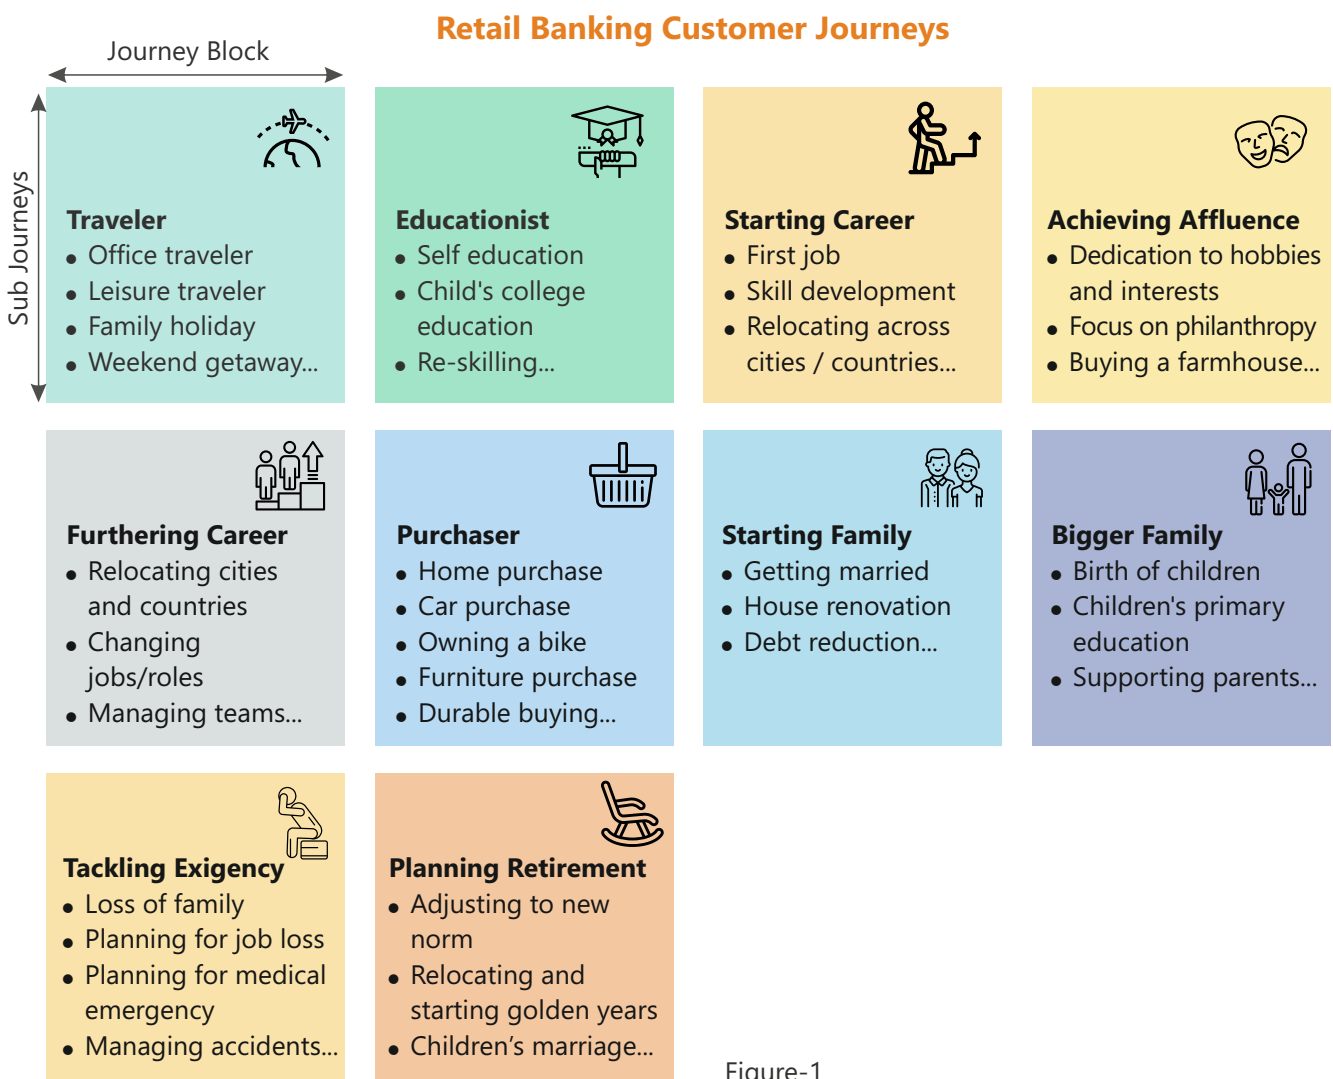 Retail Banking Customer Journeys
Journey Block
Sub Journeys
Traveler
• Office traveler
• Leisure traveler
• Family holiday
• Weekend getaway...
Educationist
• Self education
• Child's college
education
• Re-skilling...
Starting Career
• First job
• Skill development
• Relocating across
cities / countries...
Achieving Affluence
• Dedication to hobbies
and interests
• Focus on philanthropy
• Buying a farmhouse...
Furthering Career
• Relocating cities
and countries
• Changing
jobs/roles
• Managing teams...
Purchaser
• Home purchase
• Car purchase
• Owning a bike
• Furniture purchase
• Durable buying...
Starting Family
• Getting married
• House renovation
• Debt reduction...
Bigger Family
• Birth of children
• Children's primary
education
• Supporting parents...
Tackling Exigency
• Loss of family
• Planning for job loss
• Planning for medical
emergency
• Managing accidents...
Planning Retirement
• Adjusting to new
norm
• Relocating and
starting golden years
• Children’s marriage...
Figure-1